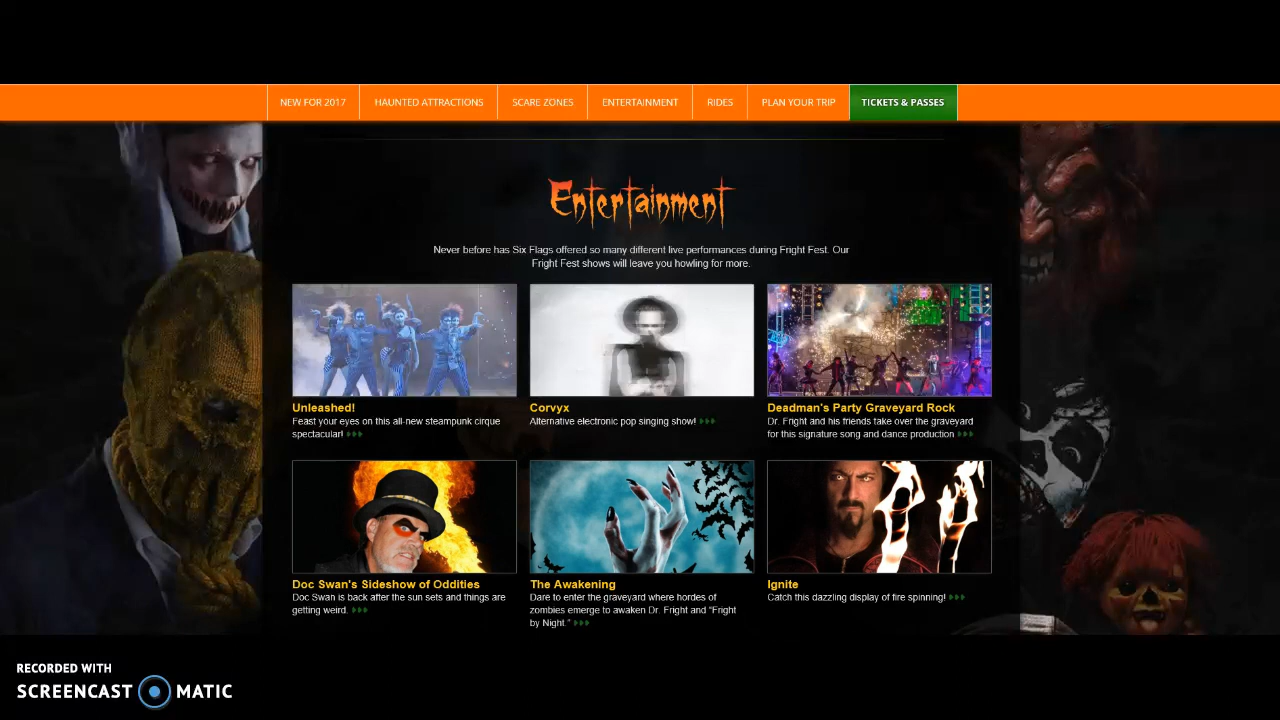 NEW FOR 2017 HAUNTED ATTRACTIONS SCARE ZONES ENTERTAINMENT RIDES PLAN YOUR TRIP TICKETS & PASSES
Entertainment
Never before has Six Flags offered so many different live performances during Fright Fest. Our
Fright Fest shows will leave you howling for more.
Unleashed!
Feast your eyes on this all-new steampunk cirque
spectacular!
Corvyx
Alternative electronic pop singing show!
Deadman's Party Graveyard Rock
Dr. Fright and his friends take over the graveyard
for this signature song and dance production
Doc Swan's Sideshow of Oddities
Doc Swan is back after the sun sets and things are
getting weird.
The Awakening
Dare to enter the graveyard where hordes of
zombies emerge to awaken Dr. Fright and "Fright
by Night."
Ignite
Catch this dazzling display of fire spinning!
RECORDED WITH
SCREENCAST MATIC